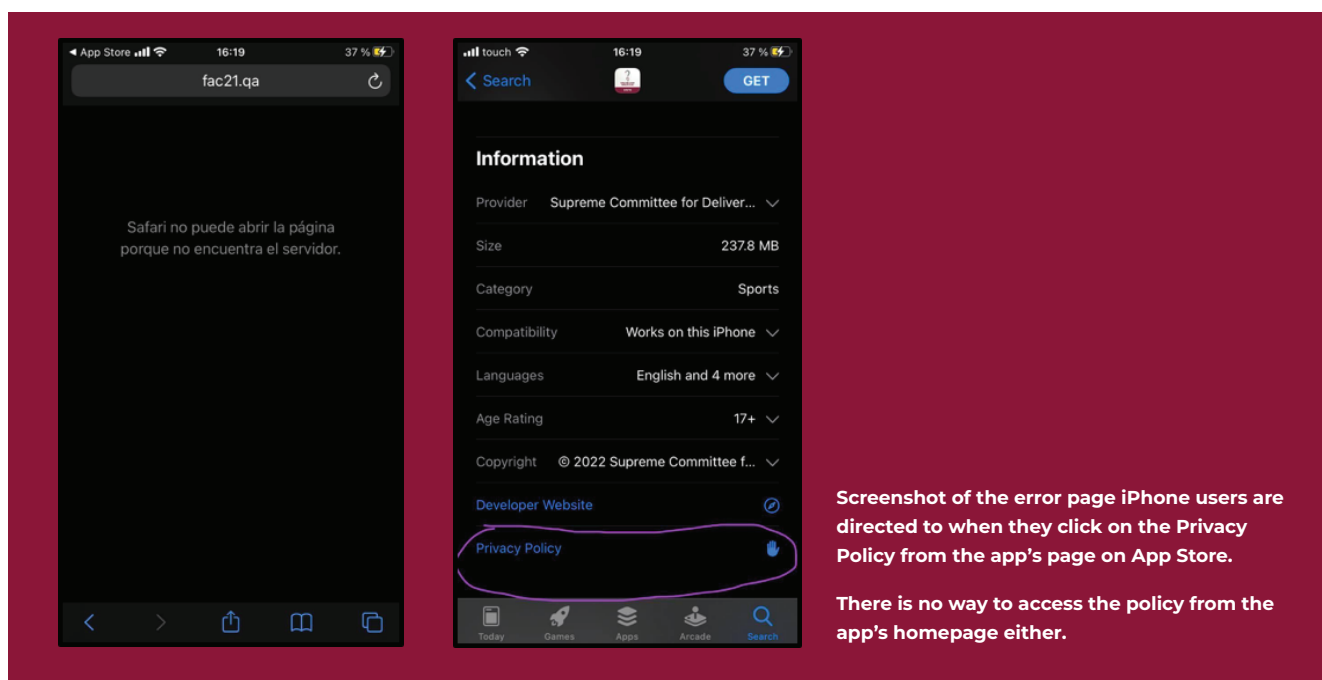 App Store
16:19
37 %
fac21.qa
Safari no puede abrir la página
porque no encuentra el servidor.
touch
16:19
37 %
Search
GET
Information
Provider Supreme Committee for Deliver...
Size 237.8 MB
Category Sports
Compatibility Works on this iPhone
Languages English and 4 more
Age Rating 17+
Copyright © 2022 Supreme Committee f...
Developer Website
Privacy Policy
Today Games Apps Arcade Search
Screenshot of the error page iPhone users are
directed to when they click on the Privacy
Policy from the app’s page on App Store.
There is no way to access the policy from the
app’s homepage either.